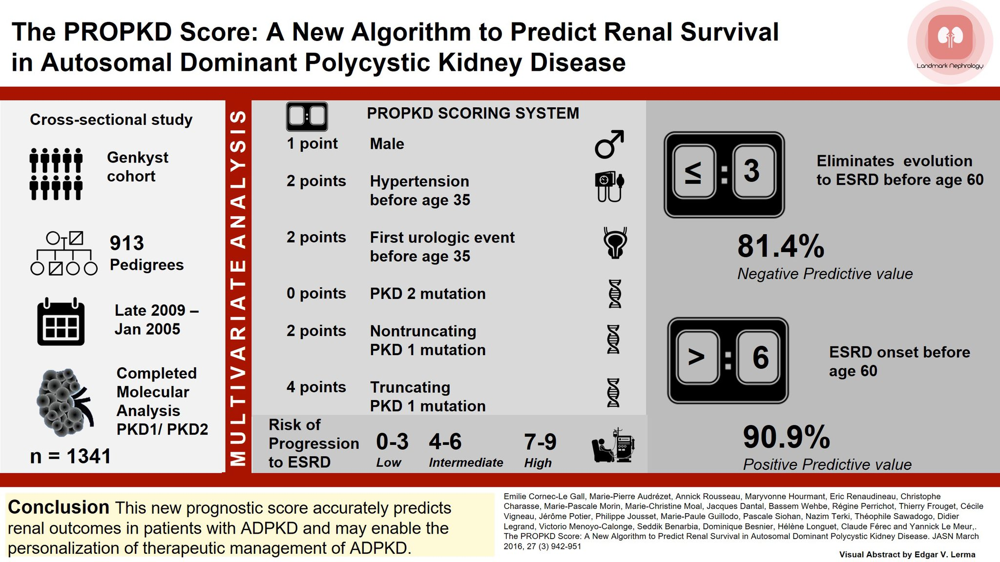 The PROPKD Score: A New Algorithm to Predict Renal Survival
in Autosomal Dominant Polycystic Kidney Disease
Landmark Nephrology
Cross-sectional study
Genkyst
cohort
913
Pedigrees
Late 2009 –
Jan 2005
Completed
Molecular
Analysis
PKD1/ PKD2
n = 1341
MULTIVARIATE ANALYSIS
PROPKD SCORING SYSTEM
1 point Male
2 points Hypertension
before age 35
2 points First urologic event
before age 35
0 points PKD 2 mutation
2 points Nontruncating
PKD 1 mutation
4 points Truncating
PKD 1 mutation
Risk of
Progression
to ESRD
0-3 4-6 7-9
Low Intermediate High
≤ : 3
Eliminates evolution
to ESRD before age 60
81.4%
Negative Predictive value
> : 6
ESRD onset before
age 60
90.9%
Positive Predictive value
Conclusion This new prognostic score accurately predicts
renal outcomes in patients with ADPKD and may enable the
personalization of therapeutic management of ADPKD.
Emilie Cornec-Le Gall, Marie-Pierre Audrézet, Annick Rousseau, Maryvonne Hourmant, Eric Renaudineau, Christophe
Charasse, Marie-Pascale Morin, Marie-Christine Moal, Jacques Dantal, Bassem Wehbe, Régine Perrichot, Thierry Frouget, Cécile
Vigneau, Jérôme Potier, Philippe Jousset, Marie-Paule Guillodo, Pascale Siohan, Nazim Terki, Théophile Sawadogo, Didier
Legrand, Victorio Menoyo-Calonge, Seddik Benarbia, Dominique Besnier, Hélène Longuet, Claude Férec and Yannick Le Meur,.
The PROPKD Score: A New Algorithm to Predict Renal Survival in Autosomal Dominant Polycystic Kidney Disease. JASN March
2016, 27 (3) 942-951
Visual Abstract by Edgar V. Lerma